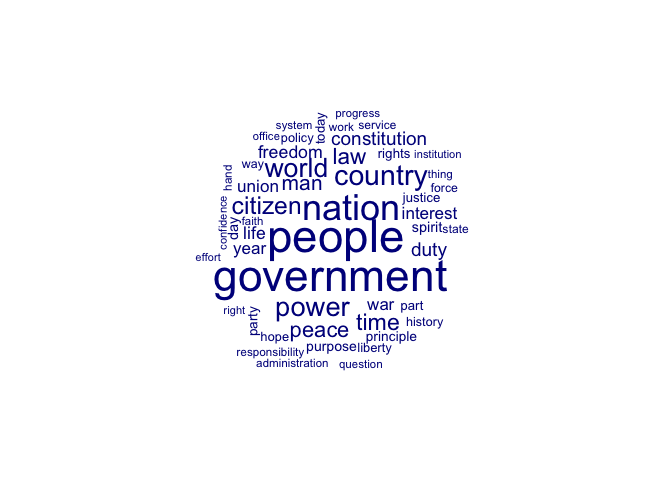 progress
system today work service
office policy constitution
freedom law rights institution
way world country thing
hand union man force
citizen nation justice
confidence day faith people interest
life spirit state
year duty
effort
government
right power war part
party peace time history
hope purpose principle
responsibility liberty
administration question